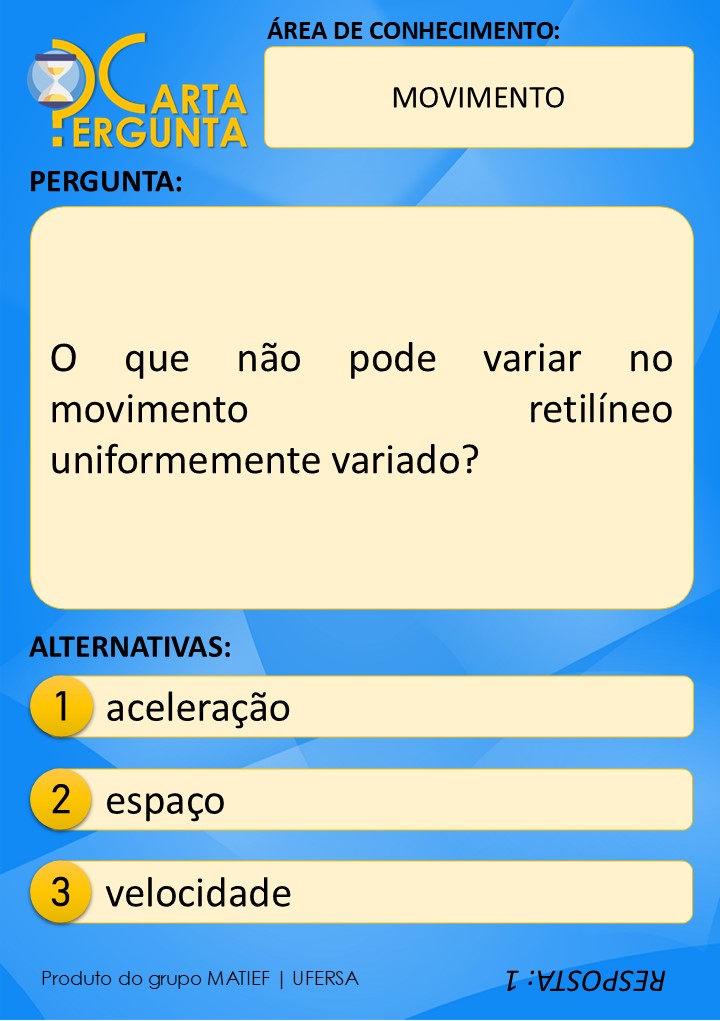 CARTA
PERGUNTA
ÁREA DE CONHECIMENTO:
MOVIMENTO
PERGUNTA:
O que não pode variar no
movimento retilíneo
uniformemente variado?
ALTERNATIVAS:
1 aceleração
2 espaço
3 velocidade
Produto do grupo MATIEF | UFERSA
RESPOSTA: 1